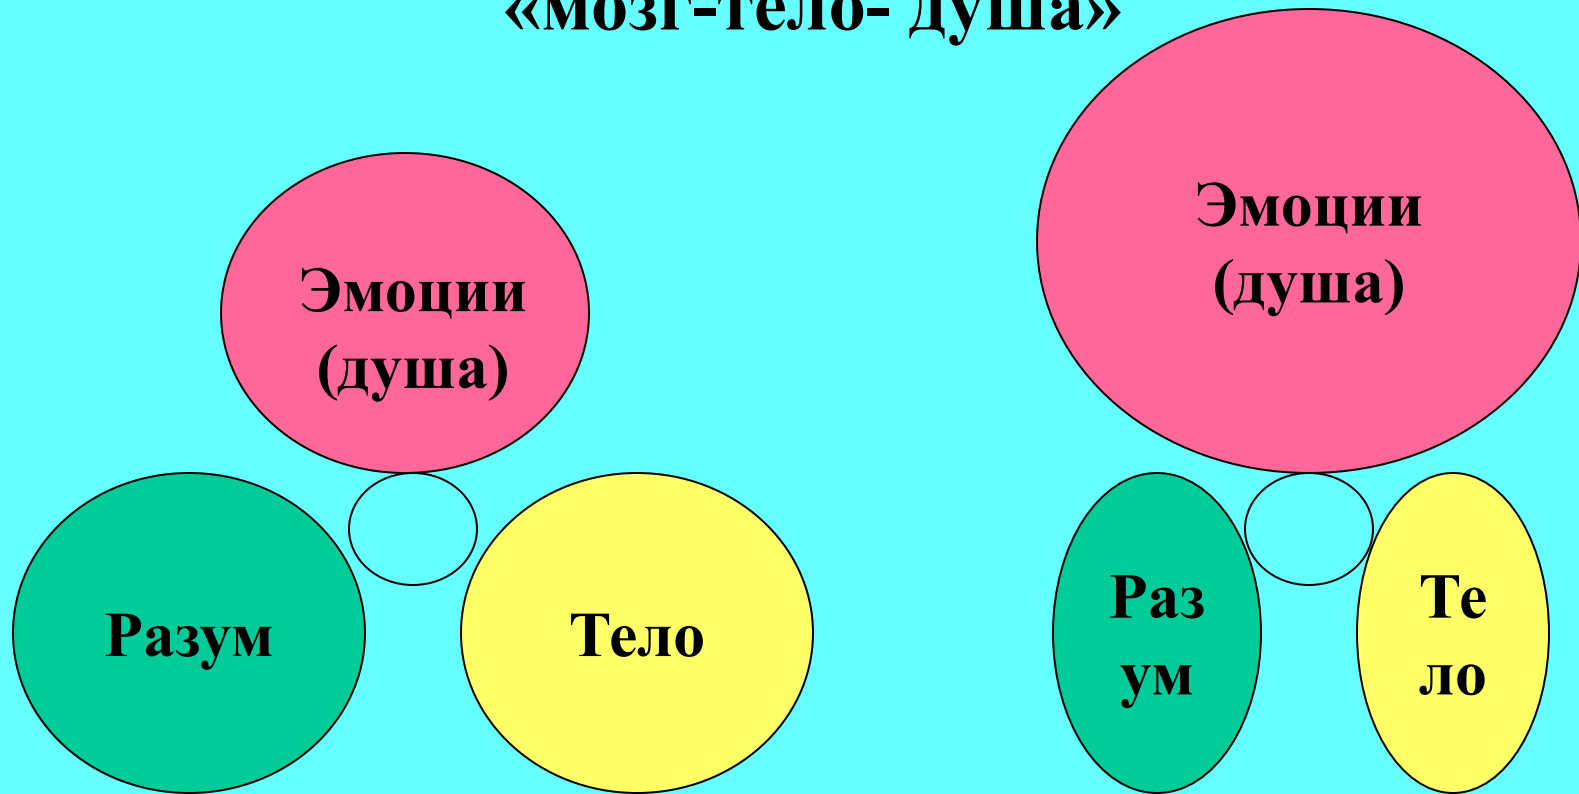 «мозг-тело- душа»
Эмоции
(душа)
Разум
Тело
Эмоции
(душа)
Раз
ум
Те
ло